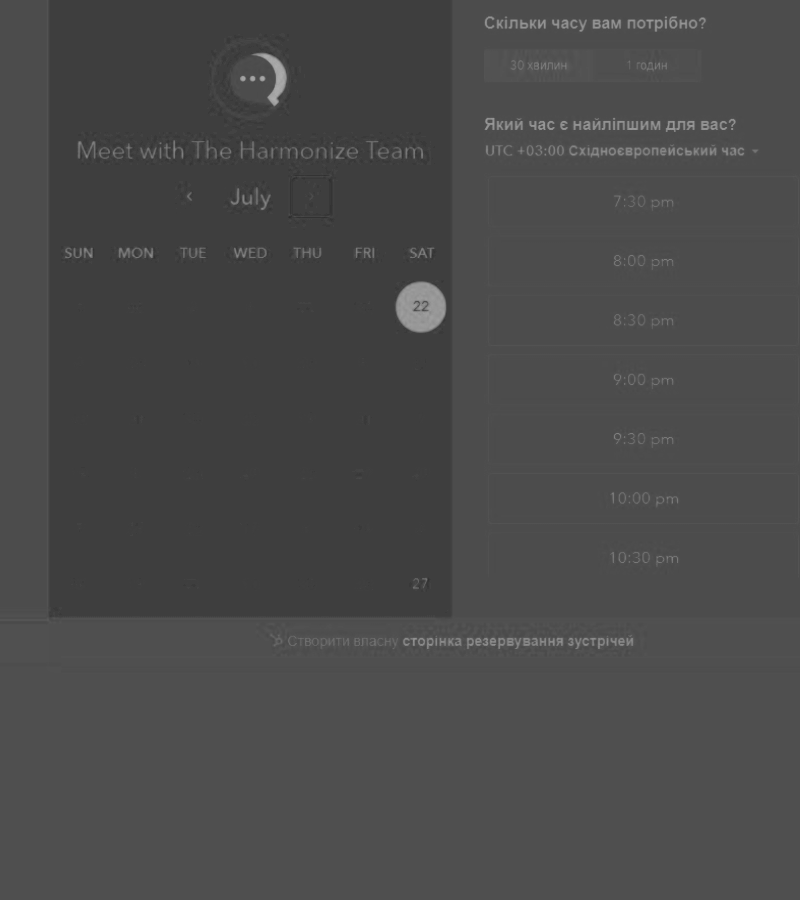 Meet with The Harmonize Team
July
SUN MON TUE WED THU FRI SAT
22
27
Скільки часу вам потрібно?
30 хвилин 1 годин
Який час є найліпшим для вас?
UTC +03:00 Східноєвропейський час
7:30 pm
8:00 pm
8:30 pm
9:00 pm
9:30 pm
10:00 pm
10:30 pm
Створити власну сторінка резервування зустрічей